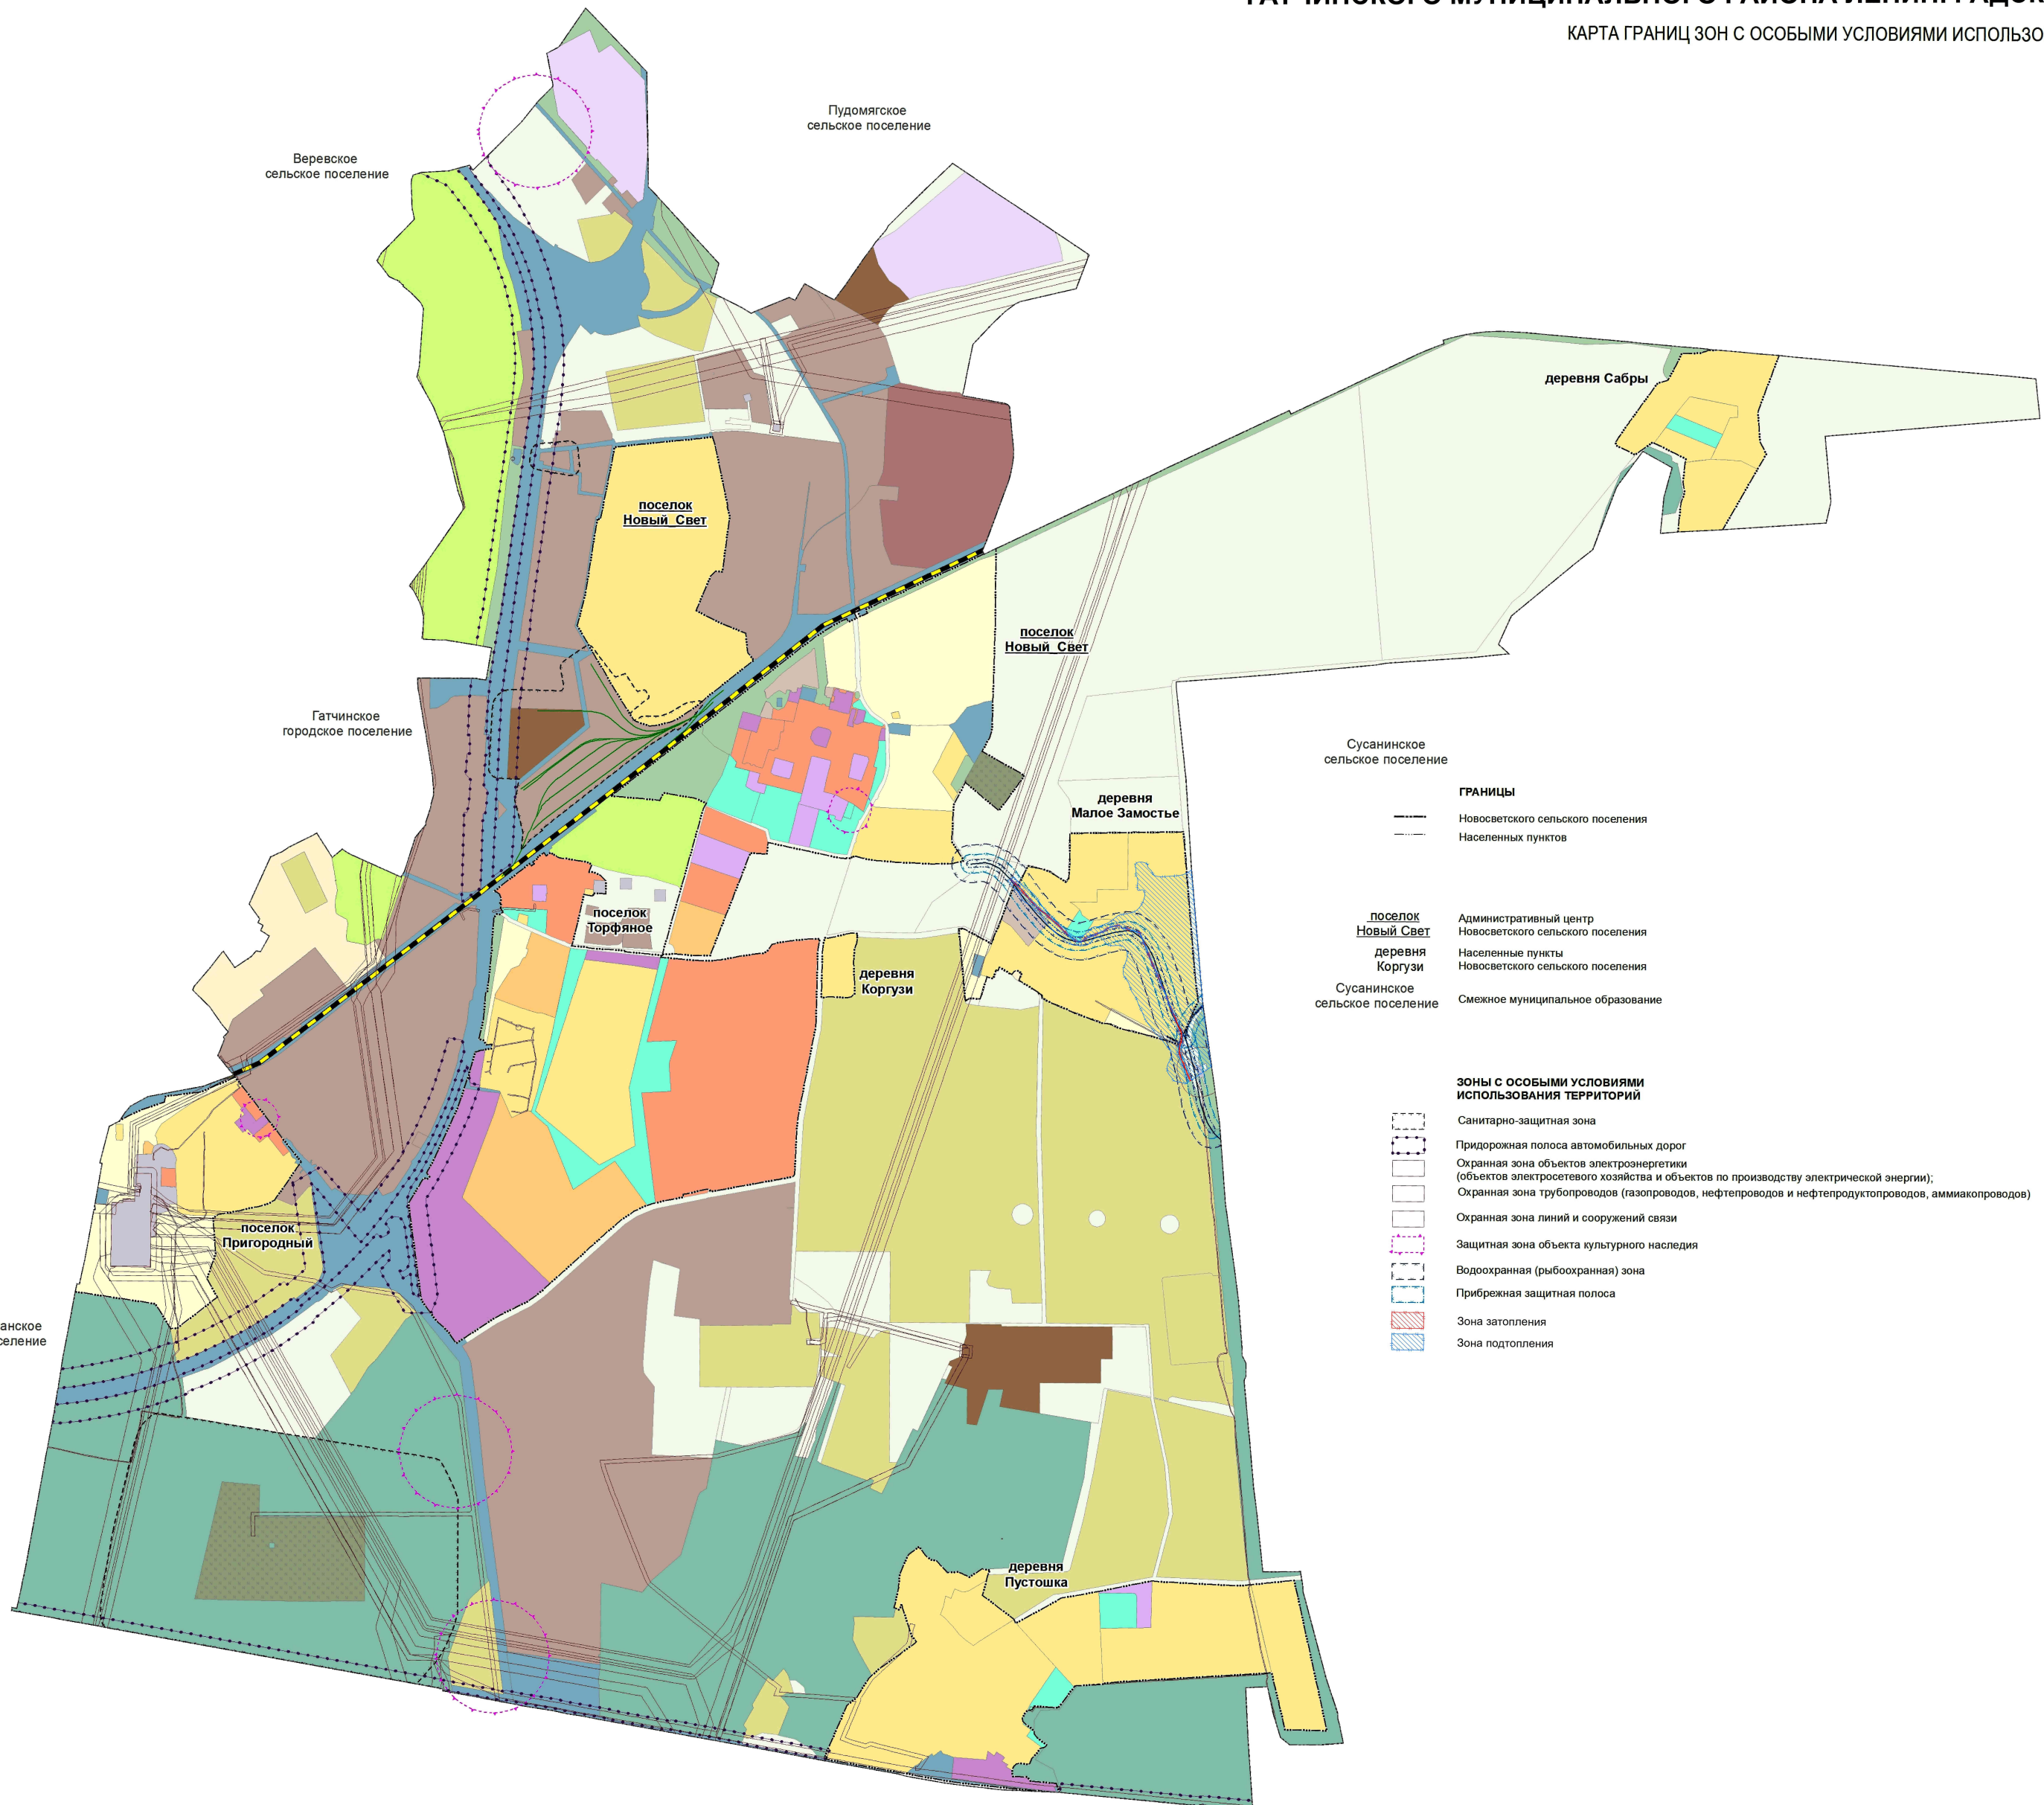 КАРТА ГРАНИЦ ЗОН С ОСОБЫМИ УСЛОВИЯМИ ИСПОЛЬЗО
Пудомягское
сельское поселение
Веревское
сельское поселение
деревня Сабры
поселок
Новый_Свет
поселок
Новый_Свет
Гатчинское
городское поселение
Сусанинское
сельское поселение
деревня
Малое Замостье
поселок
Торфяное
деревня
Коргузи
поселок
Пригородный
анское
селение
деревня
Пустошка
ГРАНИЦЫ
Новосветского сельского поселения
Населенных пунктов
поселок
Новый Свет
Административный центр
Новосветского сельского поселения
деревня
Коргузи
Населенные пункты
Новосветского сельского поселения
Сусанинское
сельское поселение
Смежное муниципальное образование
ЗОНЫ С ОСОБЫМИ УСЛОВИЯМИ
ИСПОЛЬЗОВАНИЯ ТЕРРИТОРИЙ
Санитарно-защитная зона
Придорожная полоса автомобильных дорог
Охранная зона объектов электроэнергетики
(объектов электросетевого хозяйства и объектов по производству электрической энергии);
Охранная зона трубопроводов (газопроводов, нефтепроводов и нефтепродуктопроводов, аммиакопроводов)
Охранная зона линий и сооружений связи
Защитная зона объекта культурного наследия
Водоохранная (рыбоохранная) зона
Прибрежная защитная полоса
Зона затопления
Зона подтопления